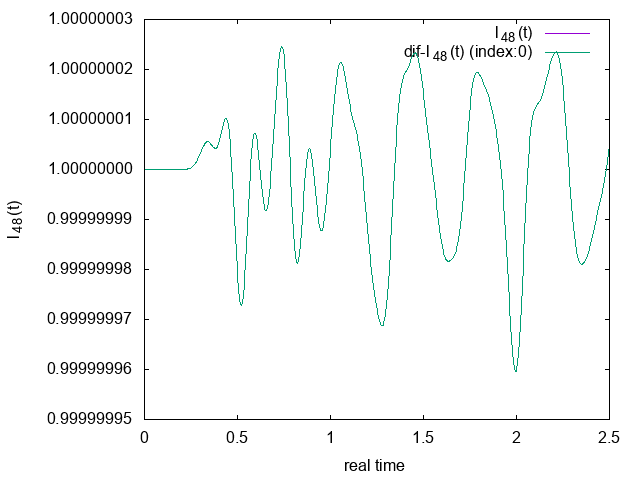 1.00000003
1.00000002
1.00000001
1.00000000
0.99999999
0.99999998
0.99999997
0.99999996
0.99999995
I48(t)
I48(t)
dif-I48(t) (index:0)
0 0.5 1 1.5 2 2.5
real time